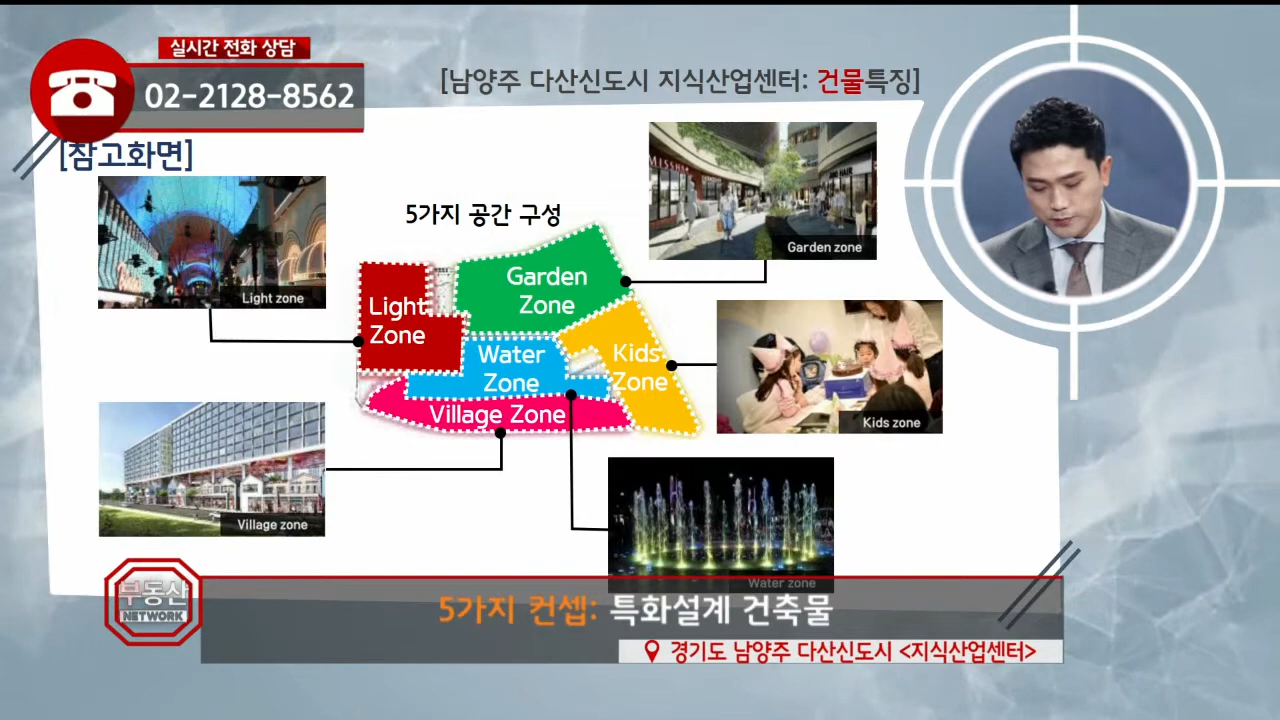 실시간 전화 상담
02-2128-8562
[남양주 다산신도시 지식산업센터: 건물특징]
[참고화면]
5가지 공간 구성
MISSHA
HAIR
Garden zone
Light zone
Garden
Zone
Light
Zone
Water
Zone
Kids
Zone
Village Zone
Kids zone
Village zone
Water zone
부동산
NETWORK
5가지 컨셉: 특화설계 건축물
경기도 남양주 다산신도시 <지식산업센터>